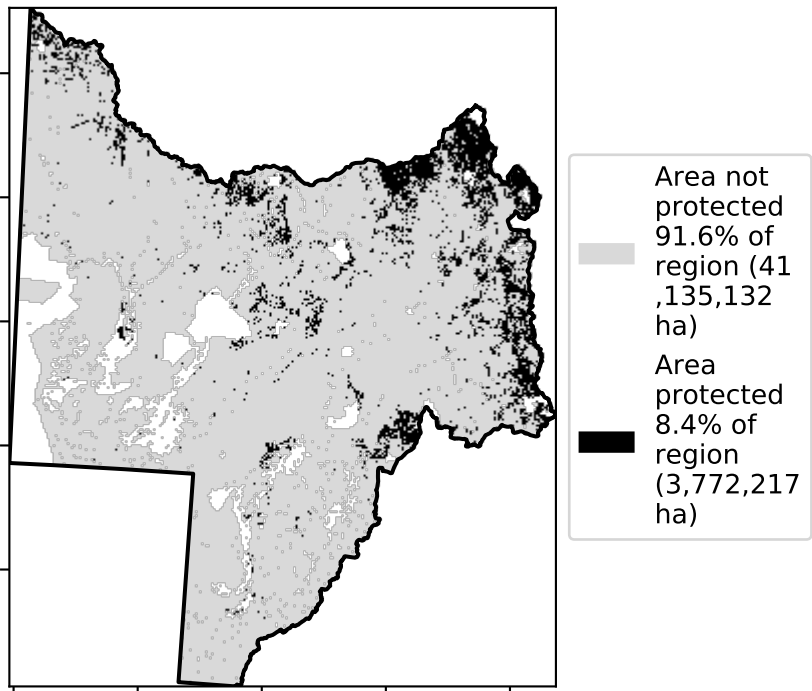 Area not
protected
91.6% of
region (41
,135,132
ha)
Area
protected
8.4% of
region
(3,772,217
ha)